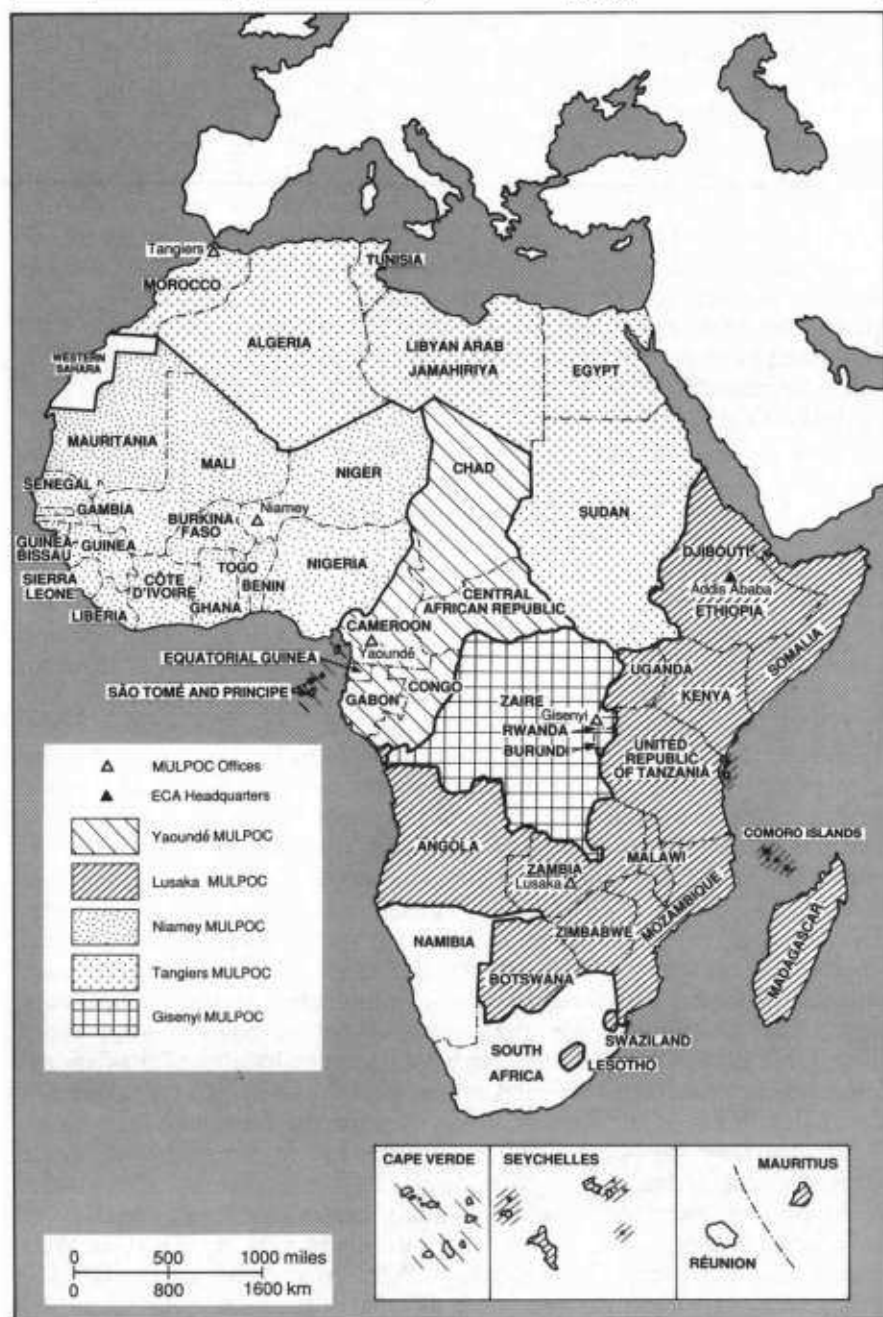 Tangiers
MOROCCO
TUNISIA
ALGERIA
LIBYAN ARAB
JAMAHIRIYA
EGYPT
WESTERN
SAHARA
MAURITANIA
MALI
NIGER
CHAD
SUDAN
SENEGAL
GAMBIA
GUINEA
BISSAU
GUINEA
SIERRA
LEONE
LIBERIA
CÔTE
D'IVOIRE
BURKINA
FASO
Niamey
GHANA
TOGO
BENIN
NIGERIA
DJIBOUTI
Addis Ababa
ETHIOPIA
SOMALIA
CENTRAL
AFRICAN REPUBLIC
CAMEROON
Yaoundé
EQUATORIAL GUINEA
SÃO TOMÉ AND PRINCIPE
GABON
CONGO
ZAIRE
Gisenyi
RWANDA
BURUNDI
UGANDA
KENYA
UNITED
REPUBLIC
OF TANZANIA
COMORO ISLANDS
ANGOLA
ZAMBIA
Lusaka
MALAWI
MOZAMBIQUE
ZIMBABWE
MADAGASCAR
NAMIBIA
BOTSWANA
SWAZILAND
LESOTHO
SOUTH
AFRICA
MULPOC Offices
ECA Headquarters
Yaoundé MULPOC
Lusaka MULPOC
Niamey MULPOC
Tangiers MULPOC
Gisenyi MULPOC
CAPE VERDE
SEYCHELLES
MAURITIUS
RÉUNION
0 500 1000 miles
0 800 1600 km